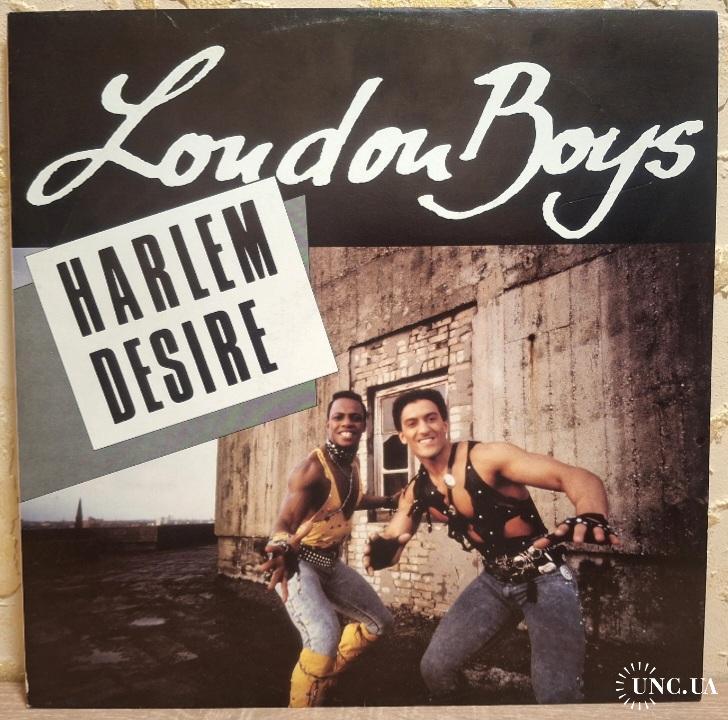 London Boys
HARLEM
DESIRE
UNC.UA